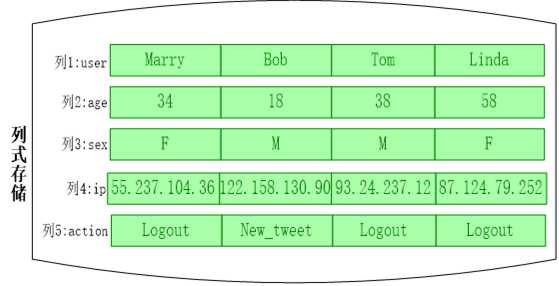 列式存储
列1:user Marry Bob Tom Linda
列2:age 34 18 38 58
列3:sex F M M F
列4:ip 55.237.104.36 122.158.130.90 93.24.237.12 87.124.79.252
列5:action Logout New_tweet Logout Logout